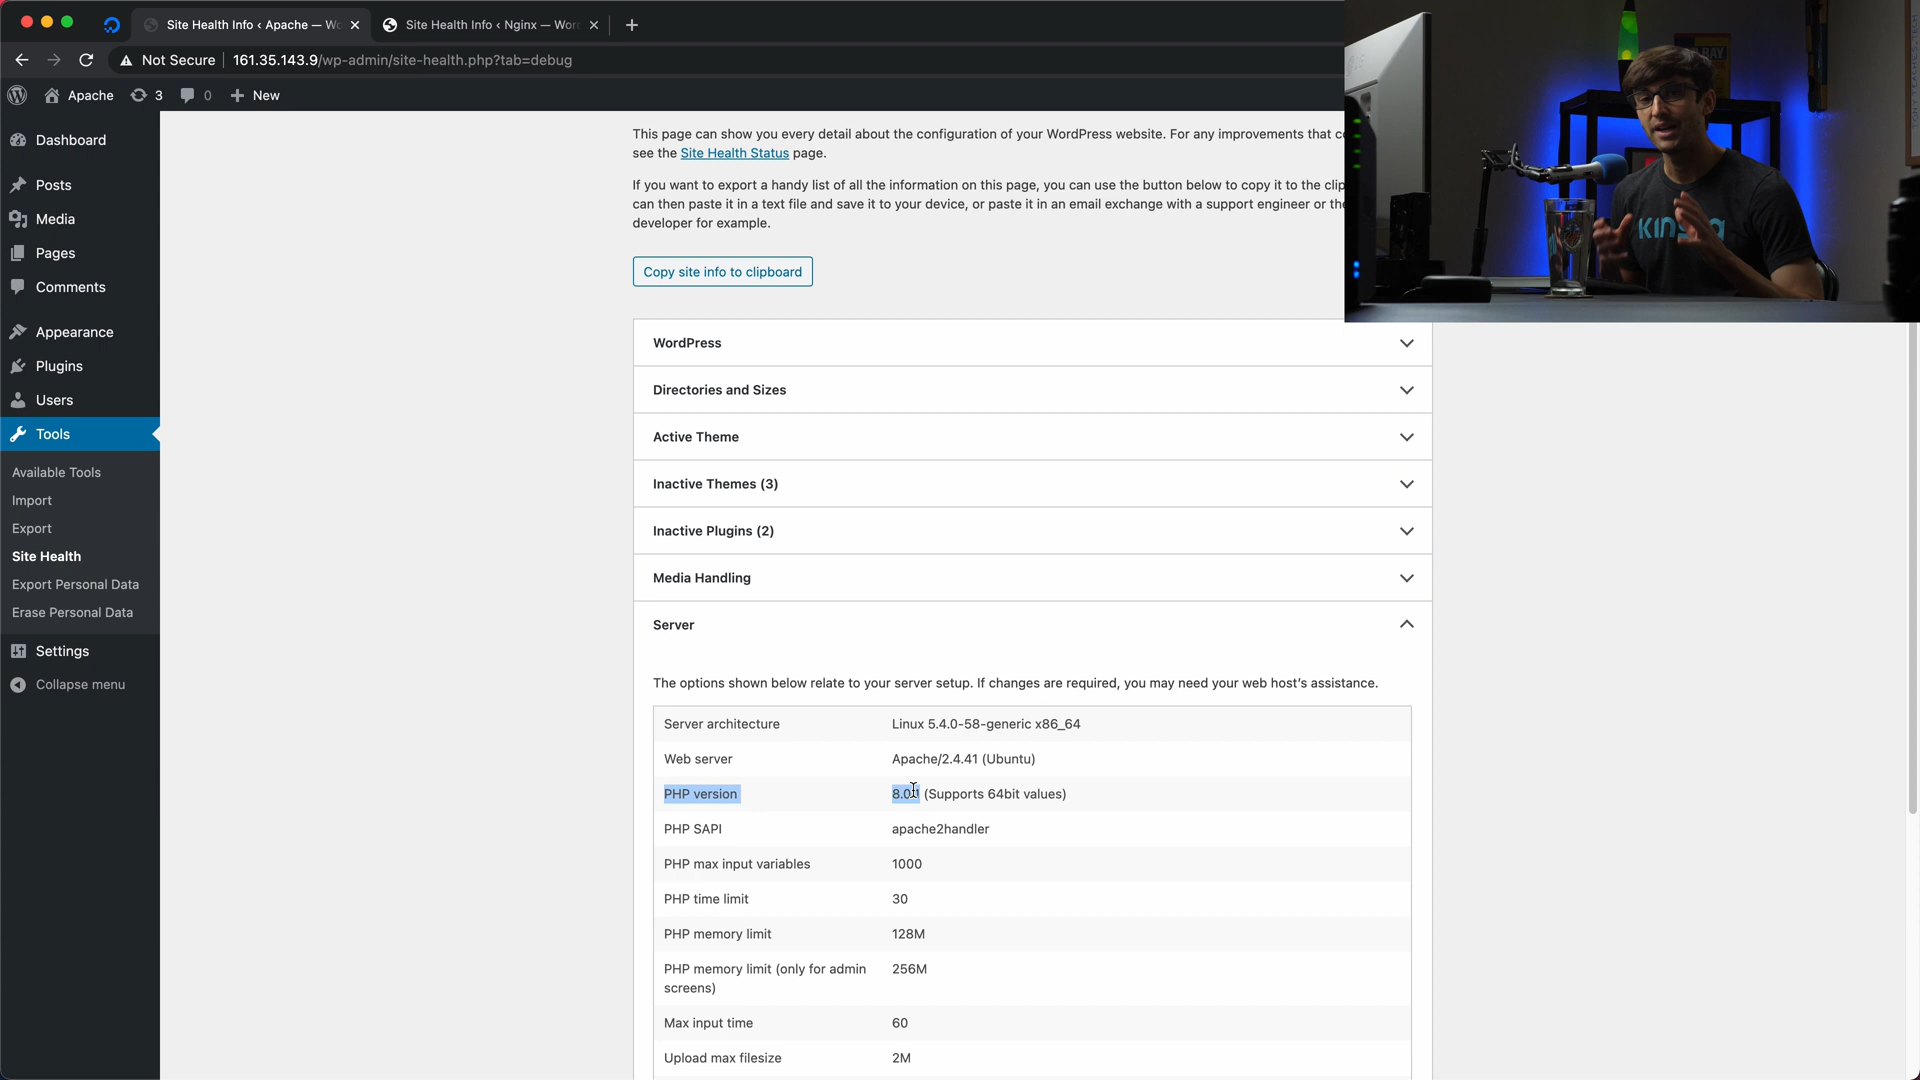 Site Health Info ‹ Apache — Wo
Site Health Info ‹ Nginx — Wor
Not Secure
161.35.143.9/wp-admin/site-health.php?tab=debug
Apache
3
0
New
Dashboard
Posts
Media
Pages
Comments
Appearance
Plugins
Users
Tools
Available Tools
Import
Export
Site Health
Export Personal Data
Erase Personal Data
Settings
Collapse menu
This page can show you every detail about the configuration of your WordPress website. For any improvements that
see the Site Health Status page.
If you want to export a handy list of all the information on this page, you can use the button below to copy it to the
can then paste it in a text file and save it to your device, or paste it in an email exchange with a support engineer or
developer for example.
Copy site info to clipboard
WordPress
Directories and Sizes
Active Theme
Inactive Themes (3)
Inactive Plugins (2)
Media Handling
Server
The options shown below relate to your server setup. If changes are required, you may need your web host's assistance.
Server architecture Linux 5.4.0-58-generic x86_64
Web server Apache/2.4.41 (Ubuntu)
PHP version (Supports 64bit values)
PHP SAPI apache2handler
PHP max input variables 1000
PHP time limit 30
PHP memory limit 128M
PHP memory limit (only for admin 256M
screens)
Max input time 60
Upload max filesize 2M